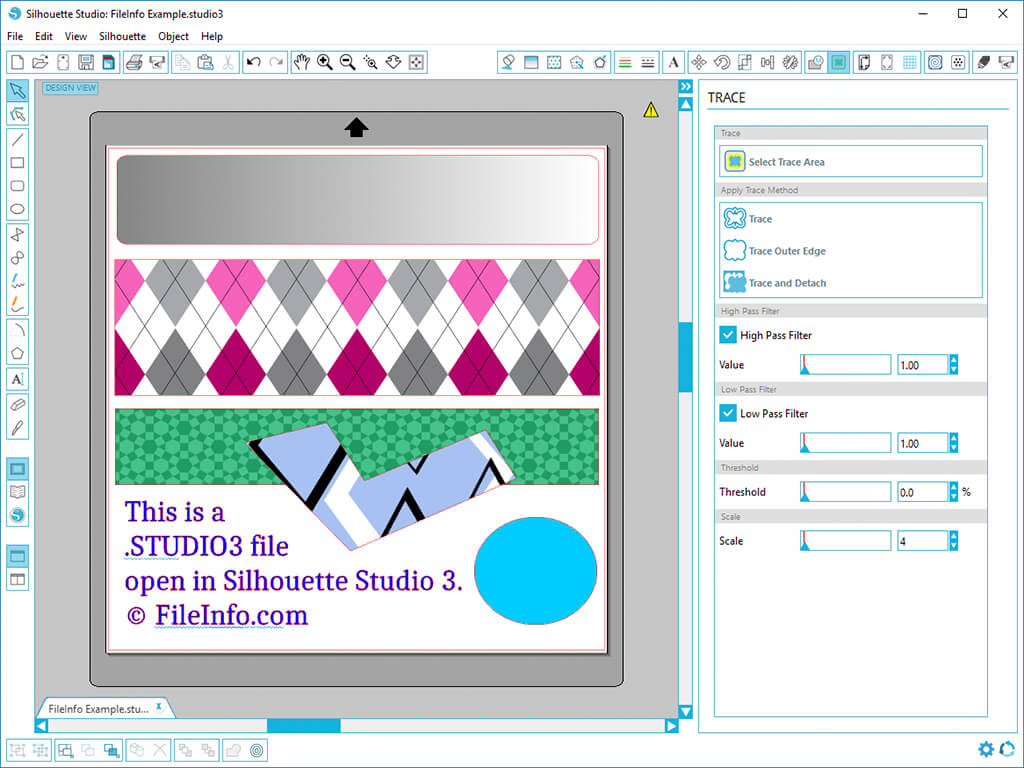 Silhouette Studio: FileInfo Example.studio3
File Edit View Silhouette Object Help
DESIGN VIEW
This is a
.STUDIO3 file
open in Silhouette Studio 3.
© FileInfo.com
FileInfo Example.stu... x
TRACE
Trace
Select Trace Area
Apply Trace Method
Trace
Trace Outer Edge
Trace and Detach
High Pass Filter
High Pass Filter
Value 1.00
Low Pass Filter
Low Pass Filter
Value 1.00
Threshold
Threshold 0.0 %
Scale
Scale 4